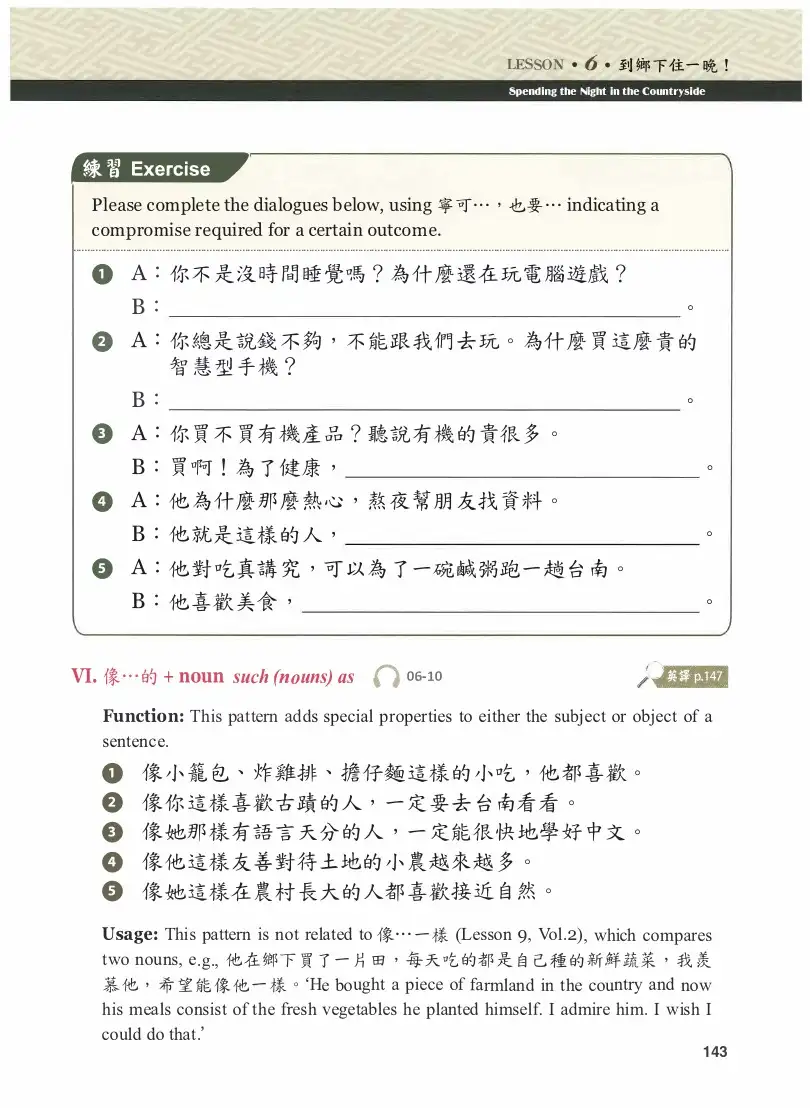 LESSON • 6 • 到鄉下住一晚！
Spending the Night in the Countryside
練習 Exercise
Please complete the dialogues below, using 寧可…，也要… indicating a
compromise required for a certain outcome.
1 A：你不是沒時間睡覺嗎？為什麼還在玩電腦遊戲？
B：＿＿＿＿＿＿＿＿＿＿＿＿＿＿＿＿。
2 A：你總是說錢不夠，不能跟我們去玩。為什麼買這麼貴的
智慧型手機？
B：＿＿＿＿＿＿＿＿＿＿＿＿＿＿＿＿。
3 A：你買不買有機產品？聽說有機的貴很多。
B：買啊！為了健康，＿＿＿＿＿＿＿＿＿＿＿。
4 A：他為什麼那麼熱心，熬夜幫朋友找資料。
B：他就是這樣的人，＿＿＿＿＿＿＿＿＿＿＿。
5 A：他對吃真講究，可以為了一碗鹹粥跑一趟台南。
B：他喜歡美食，＿＿＿＿＿＿＿＿＿＿＿＿。
VI. 像…的 + noun such (nouns) as 06-10 英譯 p.147
Function: This pattern adds special properties to either the subject or object of a
sentence.
1 像小籠包、炸雞排、擔仔麵這樣的小吃，他都喜歡。
2 像你這樣喜歡古蹟的人，一定要去台南看看。
3 像她那樣有語言天分的人，一定能很快地學好中文。
4 像他這樣友善對待土地的小農越來越多。
5 像她這樣在農村長大的人都喜歡接近自然。
Usage: This pattern is not related to 像…一樣 (Lesson 9, Vol.2), which compares
two nouns, e.g., 他在鄉下買了一片田，每天吃的都是自己種的新鮮蔬菜，我羨
慕他，希望能像他一樣。‘He bought a piece of farmland in the country and now
his meals consist of the fresh vegetables he planted himself. I admire him. I wish I
could do that.’
143